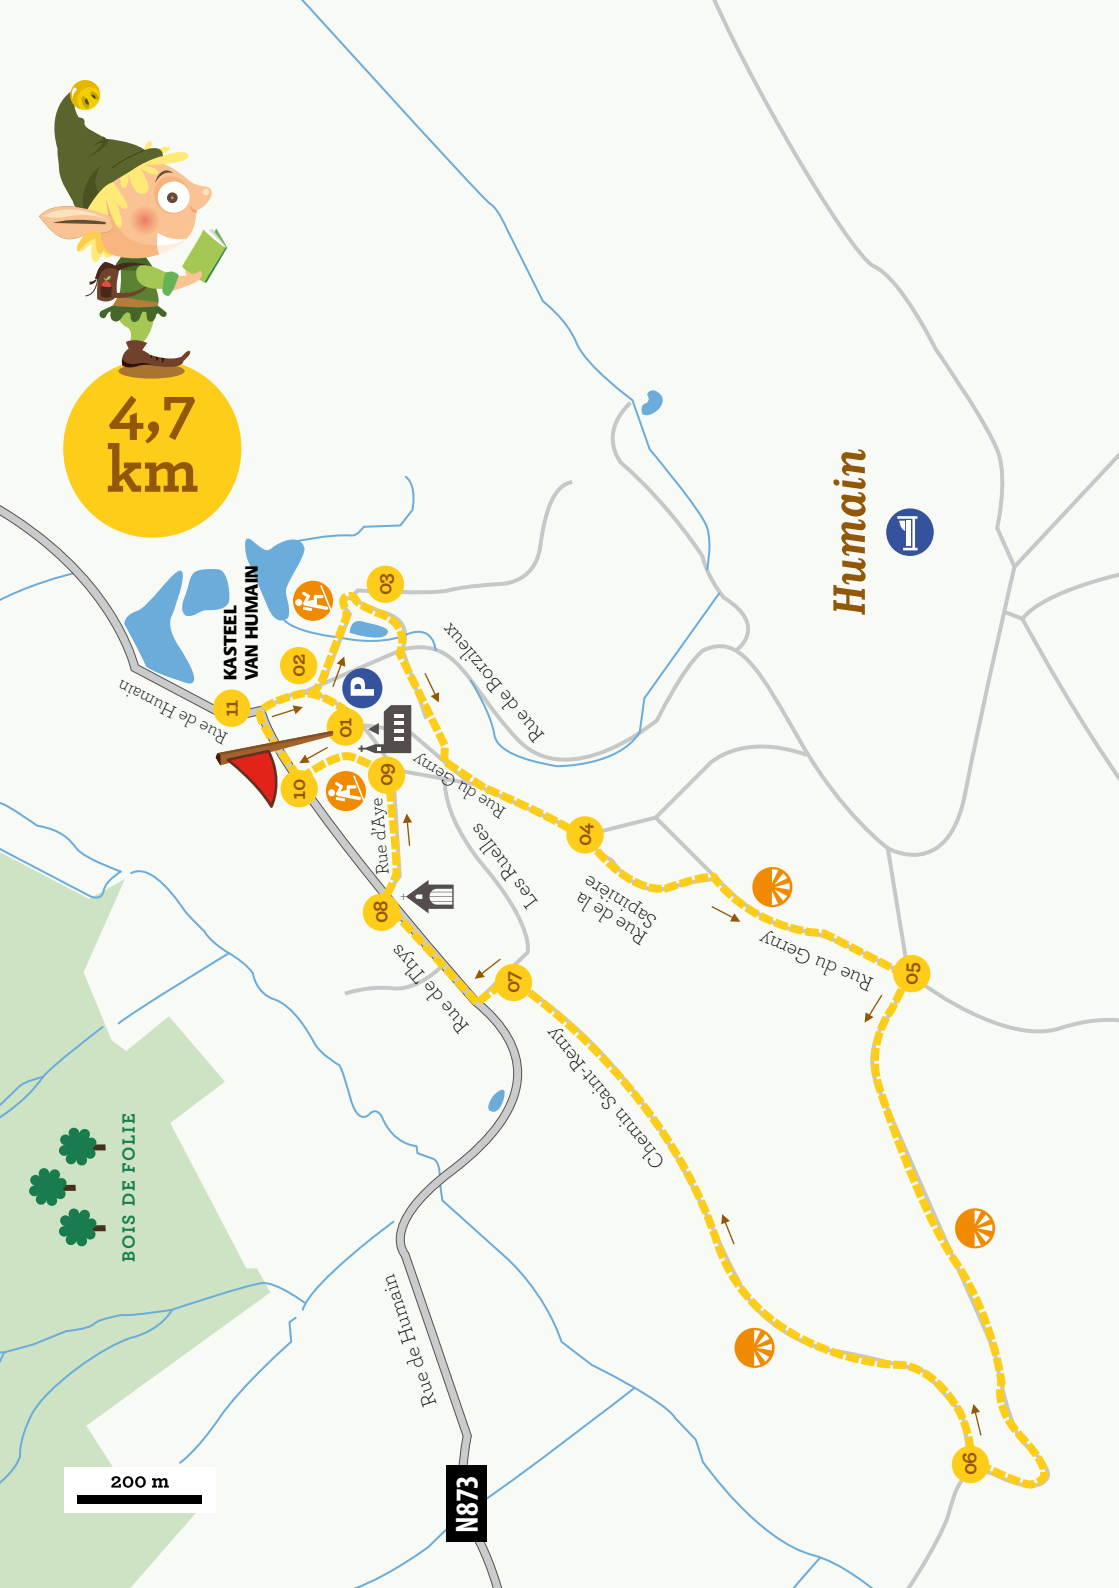 4,7
km
Humain
KASTEEL
VAN HUMAIN
03
02
P
11
01
Rue de Humain
Rue de Borzileux
10
09
Rue du Gerny
Rue d'Aye
Les Ruelles
04
Rue de la
Sapinière
08
Rue de Thys
07
Rue du Gerny
05
Chemin Saint-Remy
BOIS DE FOLIE
Rue de Humain
06
200 m
N873